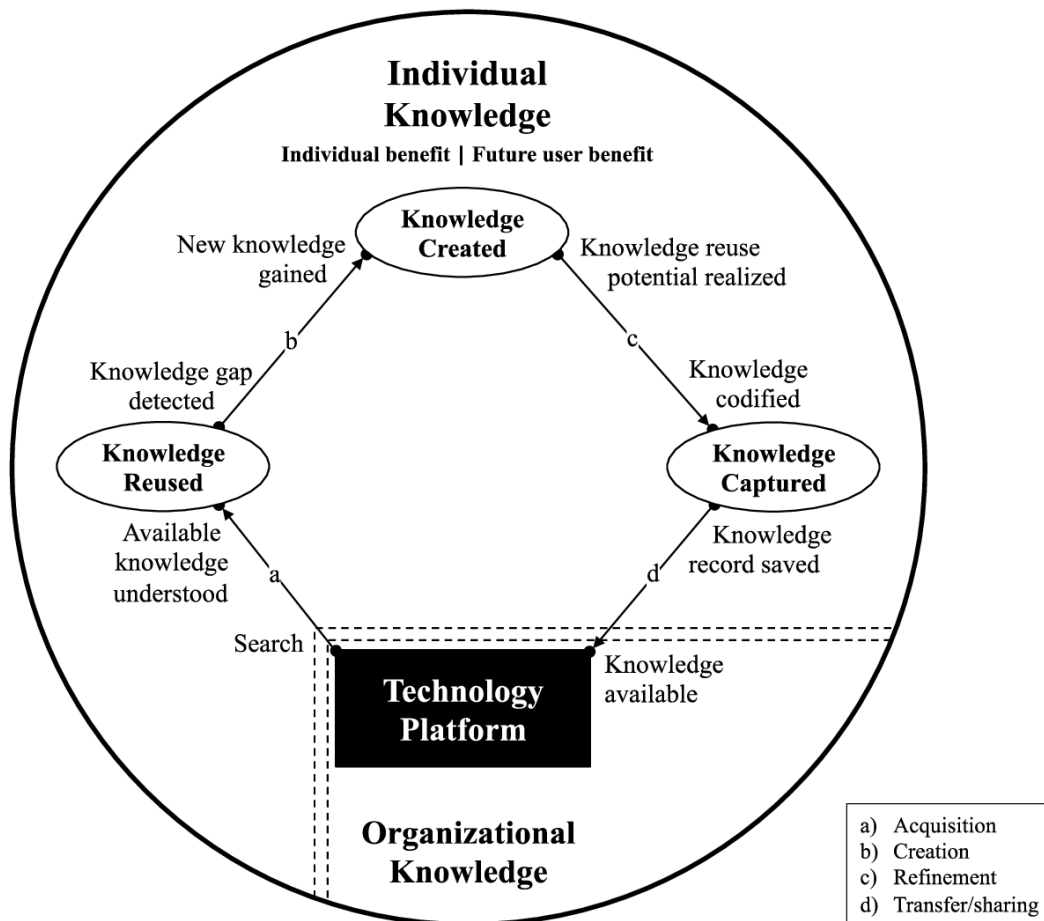 Individual
Knowledge
Individual benefit | Future user benefit
Knowledge
Created
New knowledge
gained
Knowledge reuse
potential realized
b
c
Knowledge gap
detected
Knowledge
codified
Knowledge
Reused
Knowledge
Captured
Available
knowledge
understood
Knowledge
record saved
a
d
Search
Knowledge
available
Technology
Platform
Organizational
Knowledge
a) Acquisition
b) Creation
c) Refinement
d) Transfer/sharing